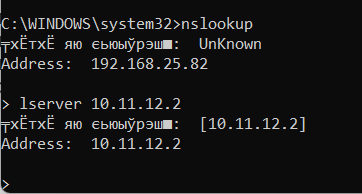 C:\WINDOWS\system32>nslookup
╤хЁтхЁ яю єьюыўрэш■:  UnKnown
Address:  192.168.25.82
> lserver 10.11.12.2
╤хЁтхЁ яю єьюыўрэш■:  [10.11.12.2]
Address:  10.11.12.2
>